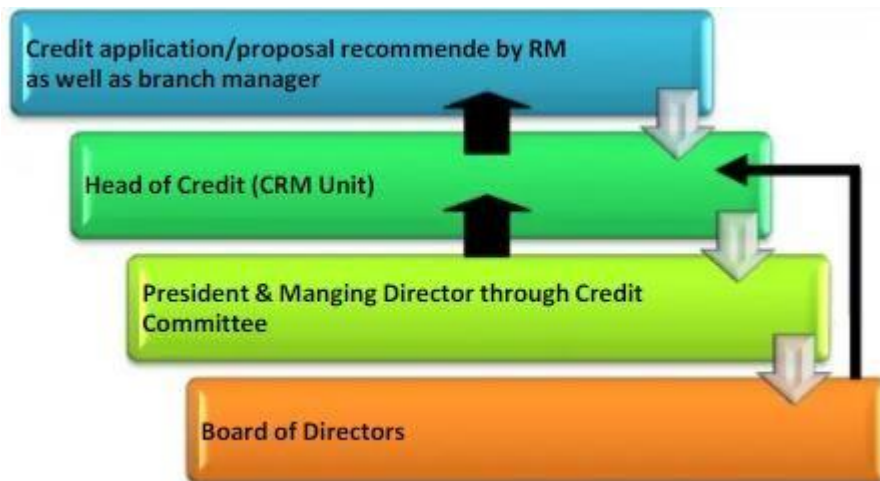 Credit application/proposal recommende by RM
as well as branch manager
Head of Credit (CRM Unit)
President & Manging Director through Credit
Committee
Board of Directors